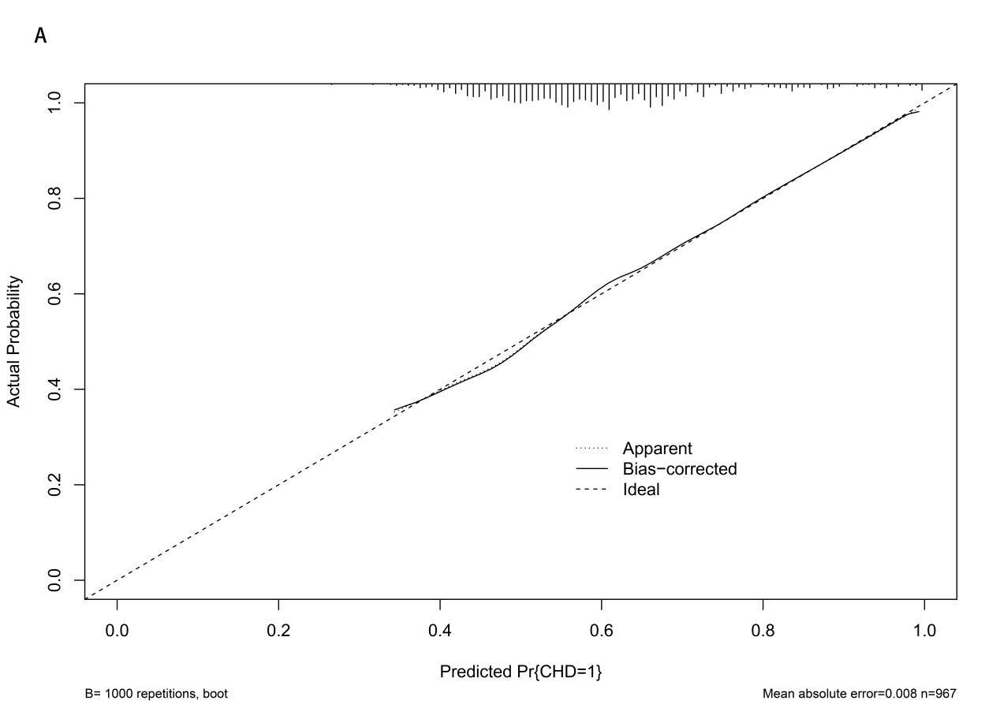 A
1.0
0.8
0.6
0.4
0.2
0.0
Actual Probability
Apparent
Bias−corrected
Ideal
0.0 0.2 0.4 0.6 0.8 1.0
Predicted Pr{CHD=1}
B= 1000 repetitions, boot
Mean absolute error=0.008 n=967